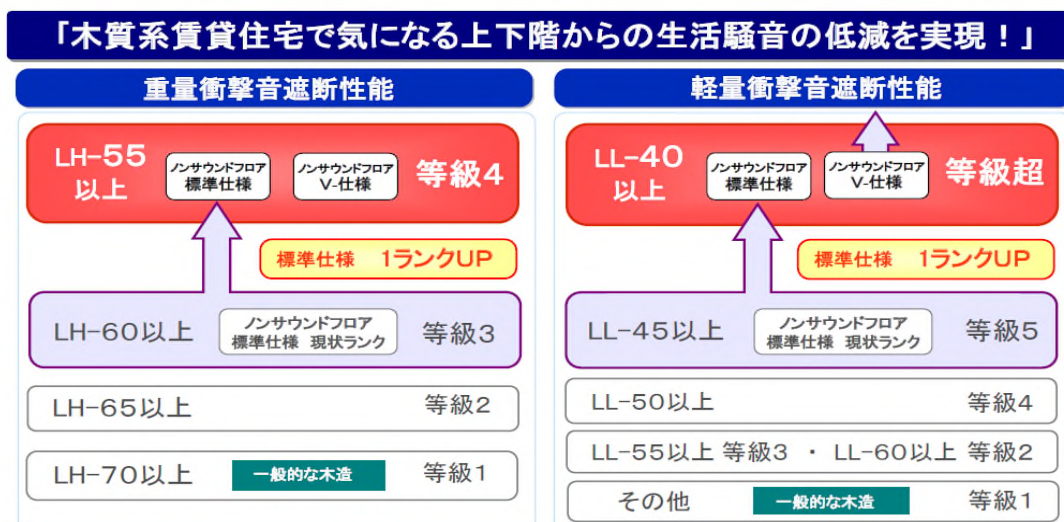 「木質系賃貸住宅で気になる上下階からの生活騒音の低減を実現！」
重量衝撃音遮断性能
LH-55
以上
ノンサウンドフロア
標準仕様
ノンサウンドフロア
V-仕様
等級4
標準仕様 1ランクUP
LH-60以上
ノンサウンドフロア
標準仕様 現状ランク
等級3
LH-65以上
等級2
LH-70以上
一般的な木造
等級1
軽量衝撃音遮断性能
LL-40
以上
ノンサウンドフロア
標準仕様
ノンサウンドフロア
V-仕様
等級超
標準仕様 1ランクUP
LL-45以上
ノンサウンドフロア
標準仕様 現状ランク
等級5
LL-50以上
等級4
LL-55以上 等級3 ・ LL-60以上 等級2
その他
一般的な木造
等級1